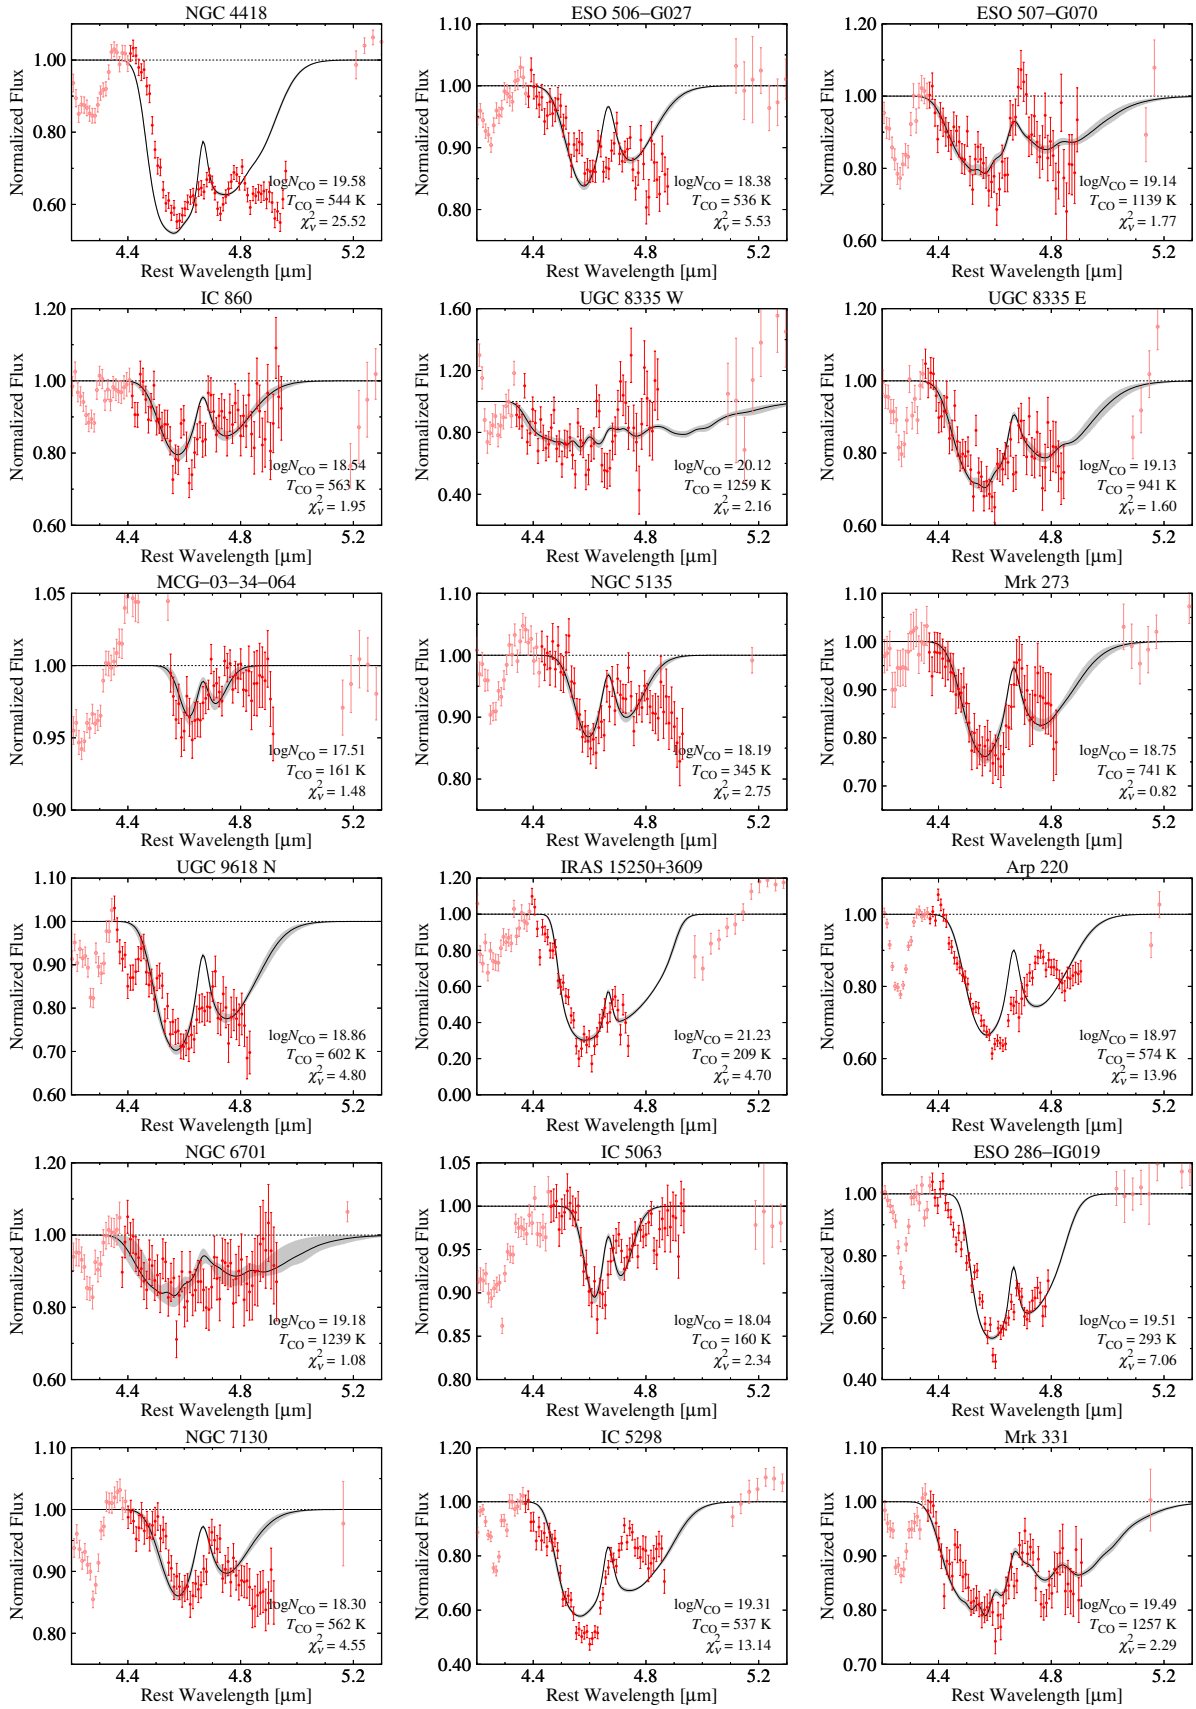 NGC 4418
Normalized Flux
1.00
0.80
0.60
logN_CO = 19.58
T_CO = 544 K
χ²_ν = 25.52
4.4 4.8 5.2
Rest Wavelength [μm]
ESO 506−G027
Normalized Flux
1.10
1.00
0.90
0.80
logN_CO = 18.38
T_CO = 536 K
χ²_ν = 5.53
4.4 4.8 5.2
Rest Wavelength [μm]
ESO 507−G070
Normalized Flux
1.20
1.00
0.80
0.60
logN_CO = 19.14
T_CO = 1139 K
χ²_ν = 1.77
4.4 4.8 5.2
Rest Wavelength [μm]
IC 860
Normalized Flux
1.20
1.00
0.80
0.60
logN_CO = 18.54
T_CO = 563 K
χ²_ν = 1.95
4.4 4.8 5.2
Rest Wavelength [μm]
UGC 8335 W
Normalized Flux
1.60
1.20
0.80
0.40
logN_CO = 20.12
T_CO = 1259 K
χ²_ν = 2.16
4.4 4.8 5.2
Rest Wavelength [μm]
UGC 8335 E
Normalized Flux
1.20
1.00
0.80
0.60
logN_CO = 19.13
T_CO = 941 K
χ²_ν = 1.60
4.4 4.8 5.2
Rest Wavelength [μm]
MCG−03−34−064
Normalized Flux
1.05
1.00
0.95
0.90
logN_CO = 17.51
T_CO = 161 K
χ²_ν = 1.48
4.4 4.8 5.2
Rest Wavelength [μm]
NGC 5135
Normalized Flux
1.10
1.00
0.90
0.80
logN_CO = 18.19
T_CO = 345 K
χ²_ν = 2.75
4.4 4.8 5.2
Rest Wavelength [μm]
Mrk 273
Normalized Flux
1.10
1.00
0.90
0.80
0.70
logN_CO = 18.75
T_CO = 741 K
χ²_ν = 0.82
4.4 4.8 5.2
Rest Wavelength [μm]
UGC 9618 N
Normalized Flux
1.10
1.00
0.90
0.80
0.70
0.60
logN_CO = 18.86
T_CO = 602 K
χ²_ν = 4.80
4.4 4.8 5.2
Rest Wavelength [μm]
IRAS 15250+3609
Normalized Flux
1.20
1.00
0.80
0.60
0.40
0.20
0.00
logN_CO = 21.23
T_CO = 209 K
χ²_ν = 4.70
4.4 4.8 5.2
Rest Wavelength [μm]
Arp 220
Normalized Flux
1.00
0.80
0.60
logN_CO = 18.97
T_CO = 574 K
χ²_ν = 13.96
4.4 4.8 5.2
Rest Wavelength [μm]
NGC 6701
Normalized Flux
1.20
1.00
0.80
0.60
logN_CO = 19.18
T_CO = 1239 K
χ²_ν = 1.08
4.4 4.8 5.2
Rest Wavelength [μm]
IC 5063
Normalized Flux
1.05
1.00
0.95
0.90
0.85
0.80
logN_CO = 18.04
T_CO = 160 K
χ²_ν = 2.34
4.4 4.8 5.2
Rest Wavelength [μm]
ESO 286−IG019
Normalized Flux
1.00
0.80
0.60
0.40
logN_CO = 19.51
T_CO = 293 K
χ²_ν = 7.06
4.4 4.8 5.2
Rest Wavelength [μm]
NGC 7130
Normalized Flux
1.10
1.00
0.90
0.80
logN_CO = 18.30
T_CO = 562 K
χ²_ν = 4.55
4.4 4.8 5.2
Rest Wavelength [μm]
IC 5298
Normalized Flux
1.20
1.00
0.80
0.60
0.40
logN_CO = 19.31
T_CO = 537 K
χ²_ν = 13.14
4.4 4.8 5.2
Rest Wavelength [μm]
Mrk 331
Normalized Flux
1.10
1.00
0.90
0.80
0.70
logN_CO = 19.49
T_CO = 1257 K
χ²_ν = 2.29
4.4 4.8 5.2
Rest Wavelength [μm]